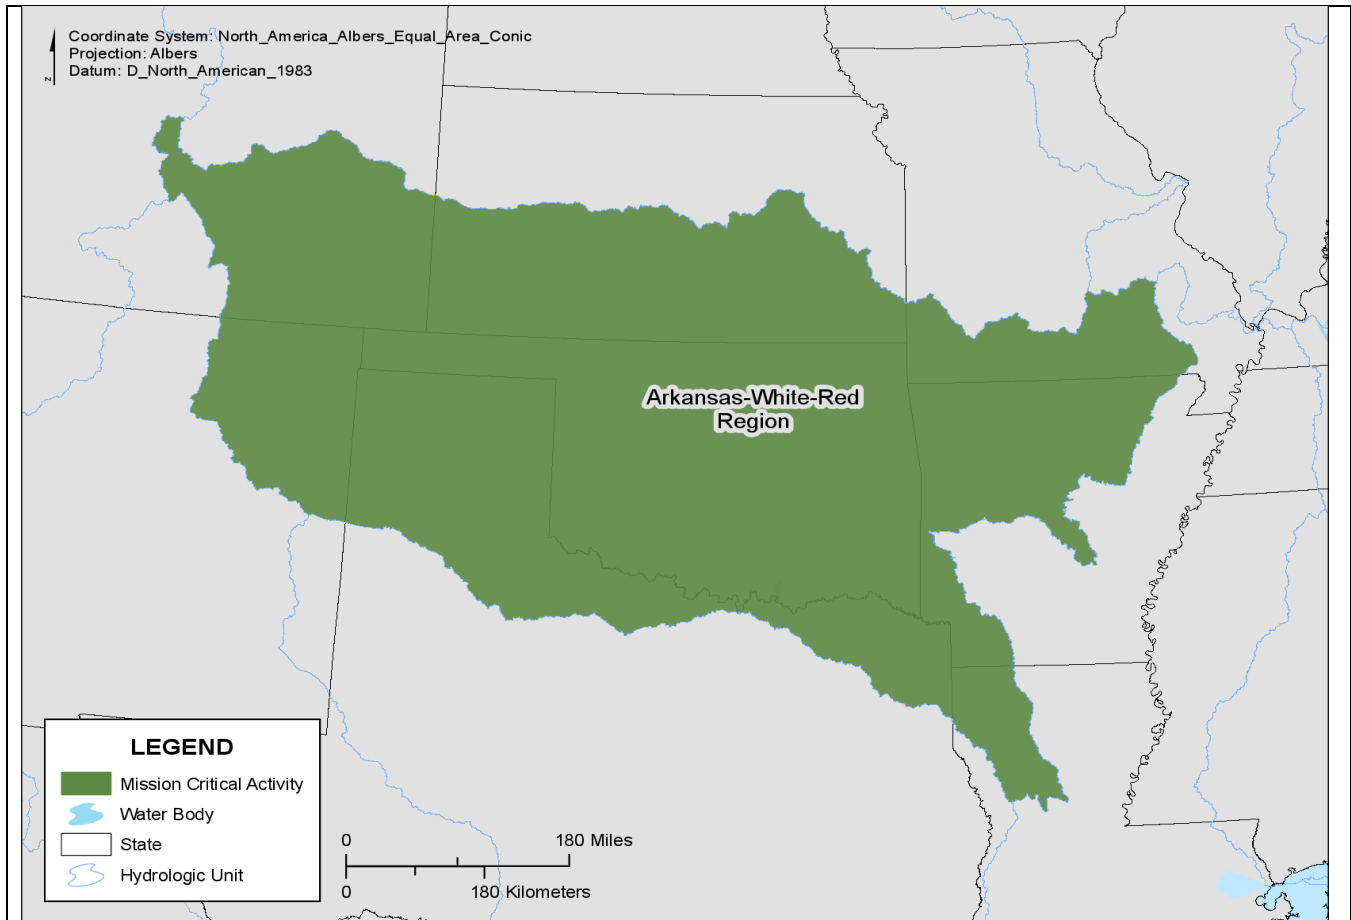 Coordinate System: North_America_Albers_Equal_Area_Conic
Projection: Albers
Datum: D_North_American_1983
N
Arkansas-White-Red
Region
LEGEND
Mission Critical Activity
Water Body
State
Hydrologic Unit
0 180 Miles
0 180 Kilometers